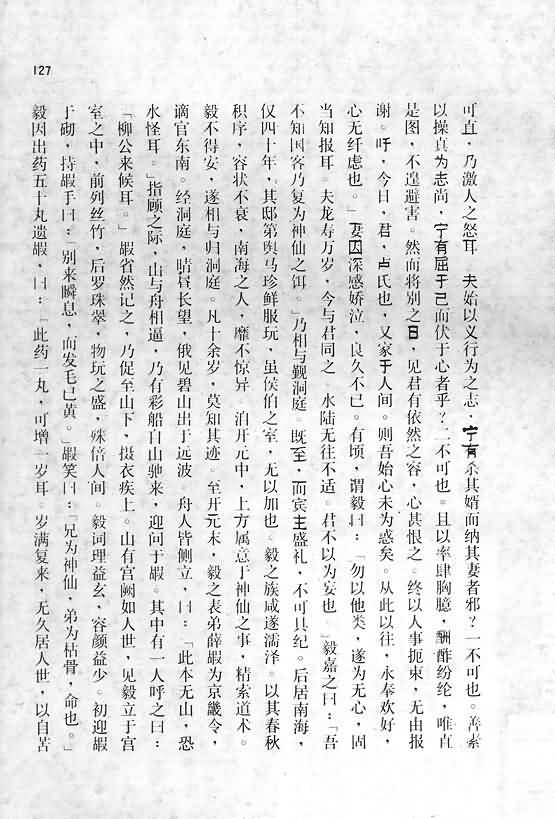 127
可直，乃激人之怒耳　夫始以义行为之志，宁有杀其婿而纳其妻者邪？一不可也。善素
以操真为志尚，宁有屈于己而伏于心者乎？二不可也。且以率肆胸臆，酬酢纷纶，唯直
是图，不遑避害。然而将别之日，见君有依然之容，心甚恨之。终以人事扼束，无由报
谢。吁，今日，君，卢氏也，又家于人间。则吾始心未为惑矣。从此以往，永奉欢好，
心无纤虑也。」妻因深感娇泣，良久不已。有顷，谓毅曰：「勿以他类，遂为无心，固
当知报耳。夫龙寿万岁，今与君同之　水陆无往不适。君不以为妄也　」毅嘉之曰：「吾
不知国客乃复为神仙之饵。」乃相与觐洞庭。既至，而宾主盛礼，不可具纪。后居南海，
仅四十年，其邸第舆马珍鲜服玩，虽侯伯之室，无以加也。毅之族咸遂濡泽。以其春秋
积序，容状不衰，南海之人，靡不惊异　洎开元中，上方属意于神仙之事，精索道术。
毅不得安，遂相与归洞庭。凡十余岁，莫知其迹。至开元末，毅之表弟薛嘏为京畿令，
谪官东南。经洞庭，晴昼长望，俄见碧山出于远波。舟人皆侧立，曰：「此本无山，恐
水怪耳。」指顾之际，山与舟相逼，乃有彩船自山驰来，迎问于嘏。其中有一人呼之曰：
「柳公来候耳。」嘏省然记之，乃促至山下，摄衣疾上。山有宫阙如人世，见毅立于宫
室之中，前列丝竹，后罗珠翠，物玩之盛，殊倍人间。毅词理益玄，容颜益少。初迎嘏
于砌，持嘏手曰：「别来瞬息，而发毛已黄。」嘏笑曰：「兄为神仙，弟为枯骨，命也。」
毅因出药五十丸遗嘏，曰：「此药一丸，可增一岁耳。岁满复来，无久居人世，以自苦